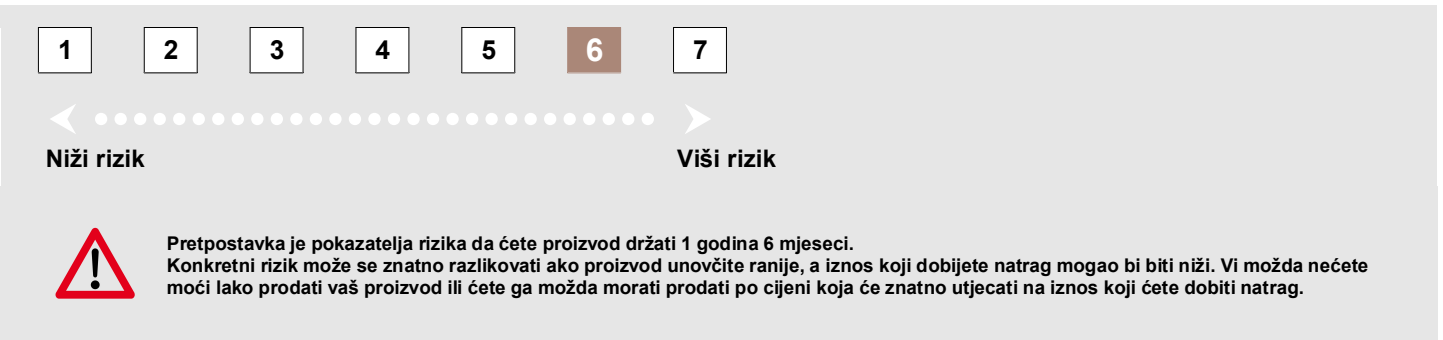 1 2 3 4 5 6 7
Niži rizik Viši rizik
Pretpostavka je pokazatelja rizika da ćete proizvod držati 1 godina 6 mjeseci.
Konkretni rizik može se znatno razlikovati ako proizvod unovčite ranije, a iznos koji dobijete natrag mogao bi biti niži. Vi možda nećete
moći lako prodati vaš proizvod ili ćete ga možda morati prodati po cijeni koja će znatno utjecati na iznos koji ćete dobiti natrag.